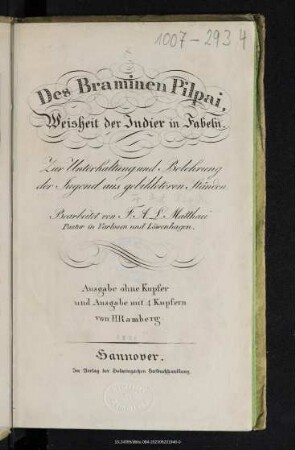 1007-293 4
Des Braminen Pilpai,
Weisheit der Indier in Fabeln.
Zur Unterhaltung und Belehrung
der Jugend aus gebildeteren Ständen
Bearbeitet von F. A. L. Matthaei
Pastor in Varlosen und Löwenhagen.
Ausgabe ohne Kupfer
und Ausgabe mit 4 Kupfern
von H Ramberg.
Hannover.
Im Verlag der Helwingschen Hofbuchhandlung.